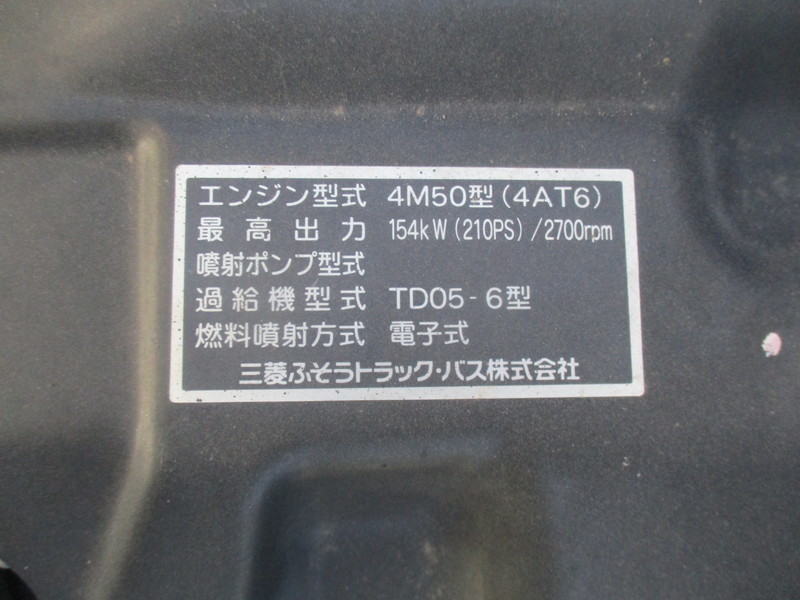 エンジン型式 4M50型(4AT6)
最高出力 154kW(210PS)/2700rpm
噴射ポンプ型式
過給機型式 TD05-6型
燃料噴射方式 電子式
三菱ふそうトラック・バス株式会社